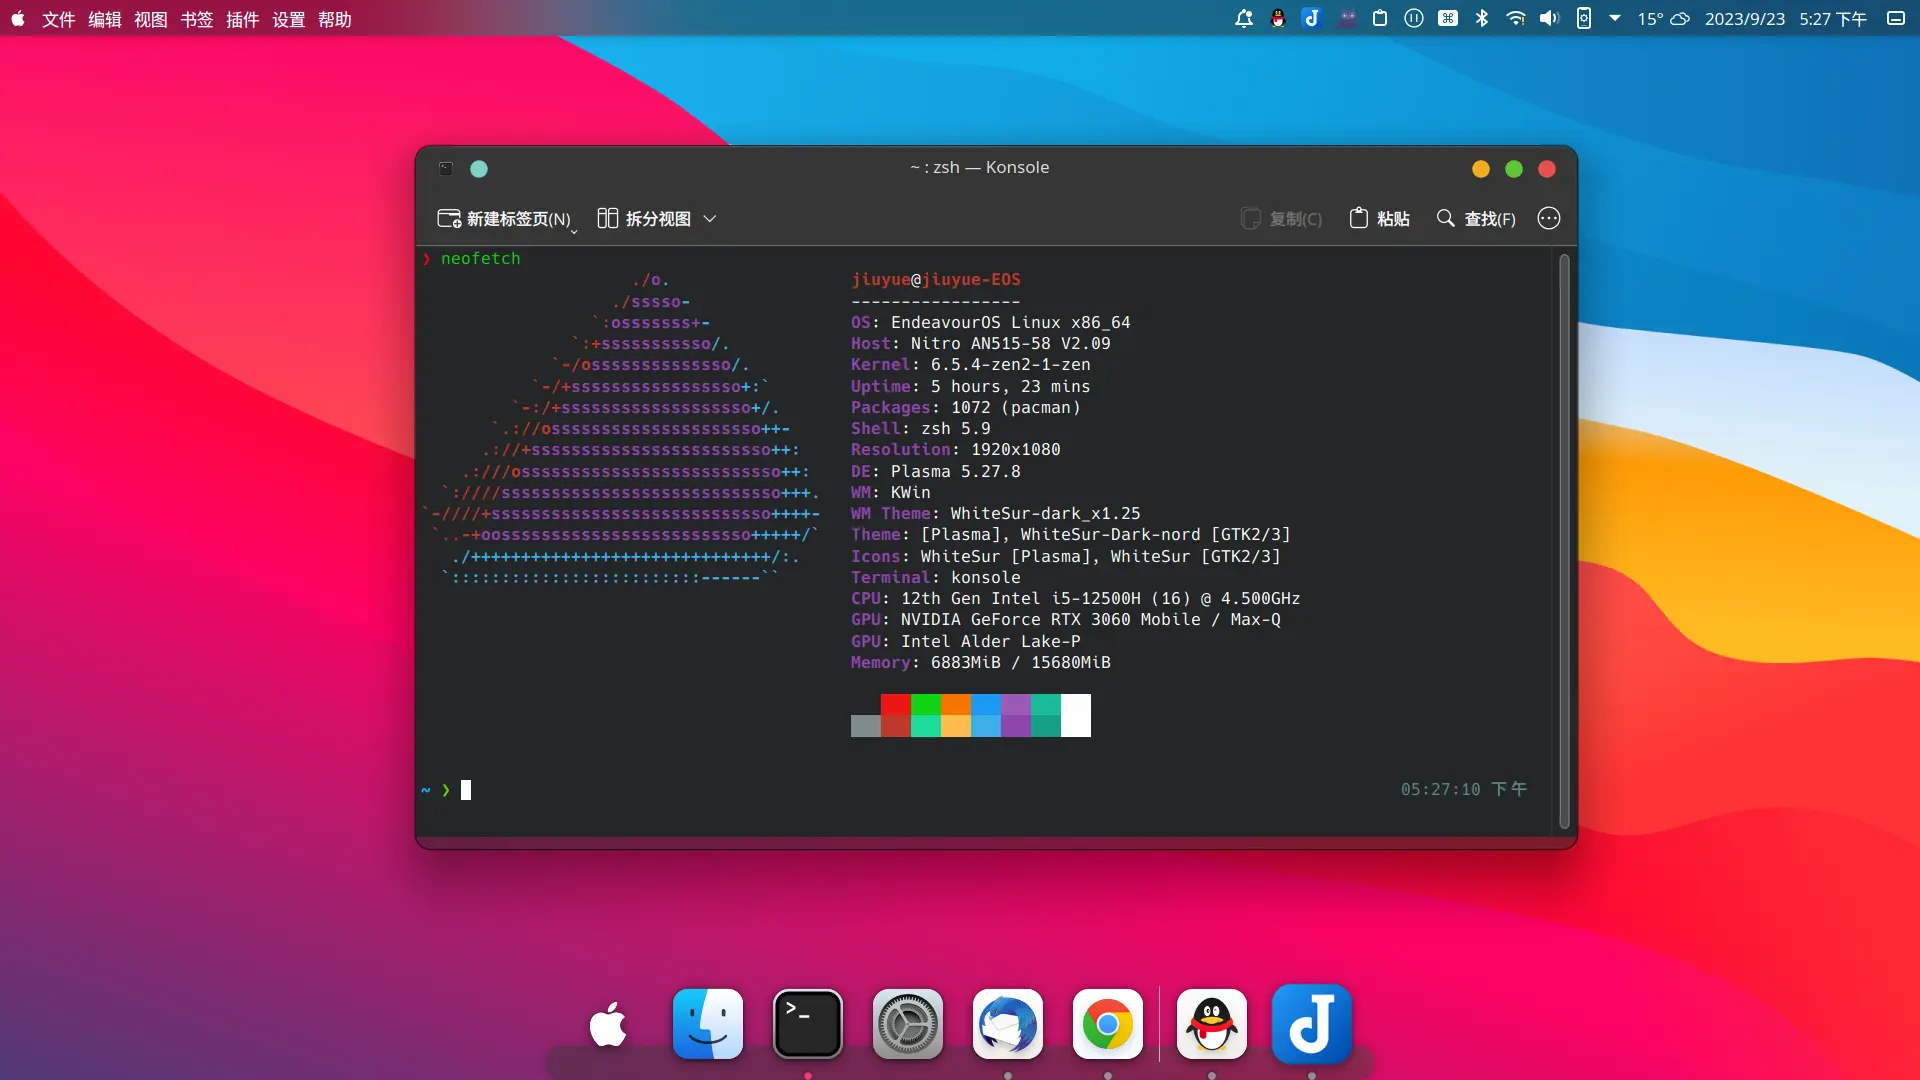 文件 编辑 视图 书签 插件 设置 帮助
15° 2023/9/23 5:27 下午
~ : zsh — Konsole
新建标签页(N) 拆分视图 复制(C) 粘贴 查找(F)
❯ neofetch
./o. jiuyue@jiuyue-EOS
./sssso- -----------------
`:osssssss+- OS: EndeavourOS Linux x86_64
`:+sssssssssso/. Host: Nitro AN515-58 V2.09
`-/ossssssssssssso/. Kernel: 6.5.4-zen2-1-zen
`-/+sssssssssssssssso+:` Uptime: 5 hours, 23 mins
`-:/+sssssssssssssssssso+/. Packages: 1072 (pacman)
`.://osssssssssssssssssssso++- Shell: zsh 5.9
.://+ssssssssssssssssssssssso++: Resolution: 1920x1080
.:///ossssssssssssssssssssssssso++: DE: Plasma 5.27.8
`:////ssssssssssssssssssssssssssso+++. WM: KWin
`-////+ssssssssssssssssssssssssssso++++- WM Theme: WhiteSur-dark_x1.25
`..-+oosssssssssssssssssssssssso+++++/` Theme: [Plasma], WhiteSur-Dark-nord [GTK2/3]
./++++++++++++++++++++++++++++++/:. Icons: WhiteSur [Plasma], WhiteSur [GTK2/3]
`:::::::::::::::::::::::::------`` Terminal: konsole
CPU: 12th Gen Intel i5-12500H (16) @ 4.500GHz
GPU: NVIDIA GeForce RTX 3060 Mobile / Max-Q
GPU: Intel Alder Lake-P
Memory: 6883MiB / 15680MiB
~ ❯ 05:27:10 下午